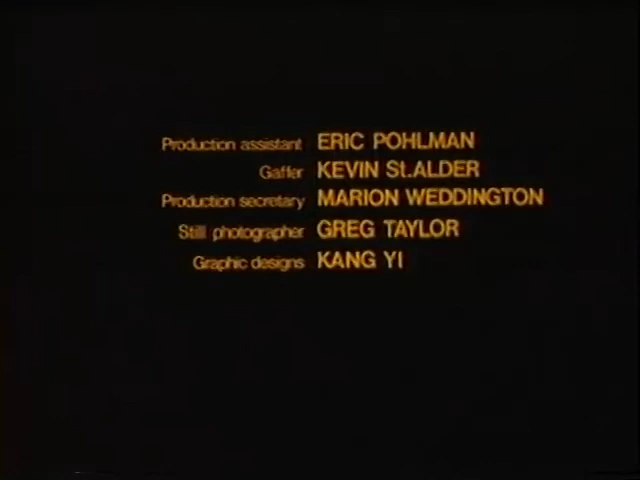 Production assistant ERIC POHLMAN
Gaffer KEVIN St.ALDER
Production secretary MARION WEDDINGTON
Still photographer GREG TAYLOR
Graphic designs KANG YI